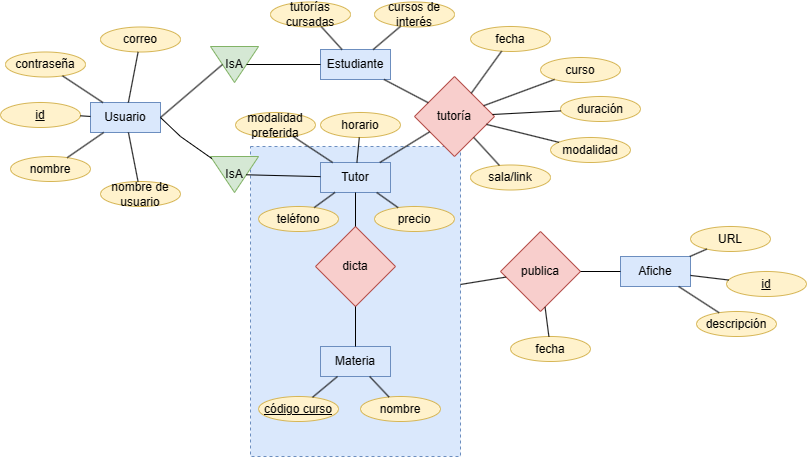 tutorías
cursadas
cursos de
interés
correo
fecha
contraseña
IsA
Estudiante
curso
id
Usuario
modalidad
preferida
horario
tutoría
duración
modalidad
nombre
nombre de
usuario
IsA
Tutor
sala/link
teléfono
precio
URL
dicta
publica
Afiche
id
descripción
fecha
Materia
código curso
nombre